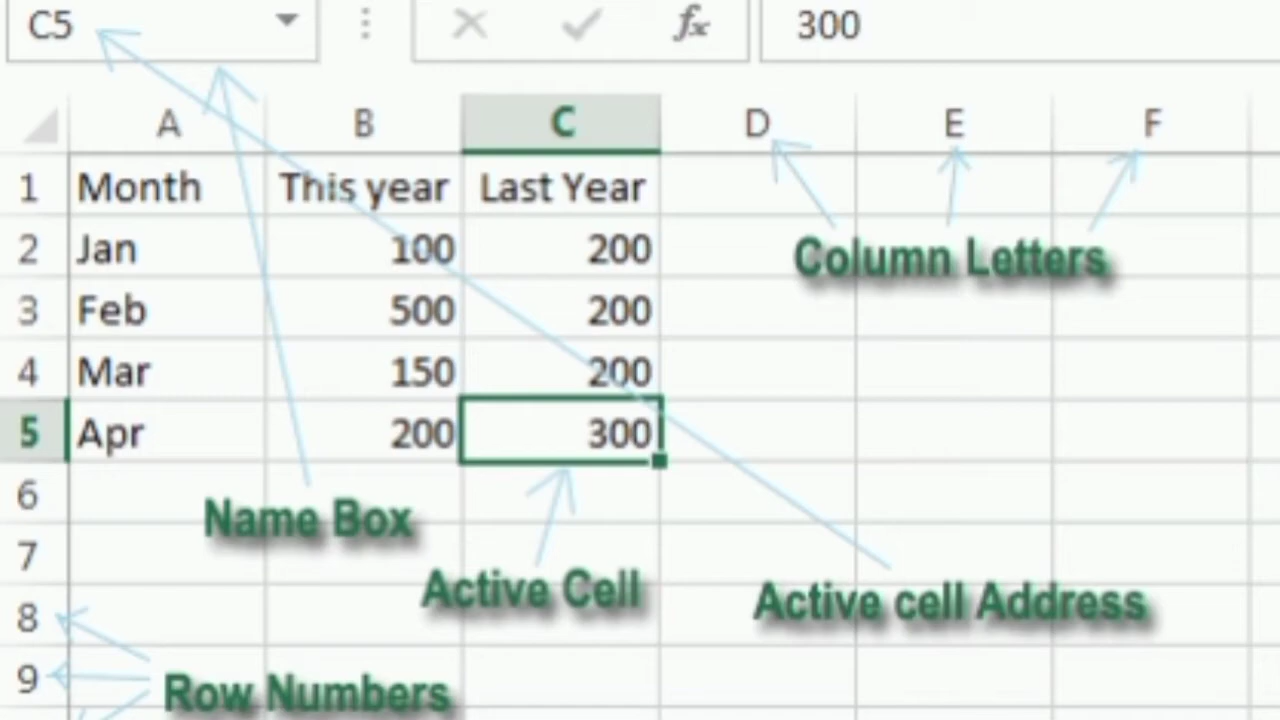 C5 fx 300
A B C D E F
1 Month This year Last Year
2 Jan 100 200
Column Letters
3 Feb 500 200
4 Mar 150 200
5 Apr 200 300
6
Name Box
7
Active Cell
Active cell Address
8
9
Row Numbers